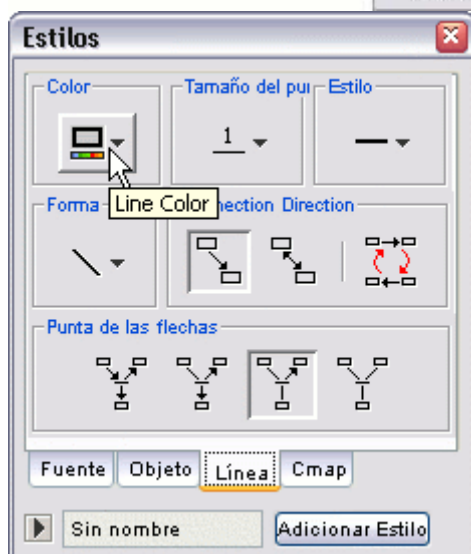 Estilos
Color
Tamaño del pu
Estilo
1
Forma
Line Color
nection Direction
Punta de las flechas
Fuente
Objeto
Línea
Cmap
Sin nombre
Adicionar Estilo